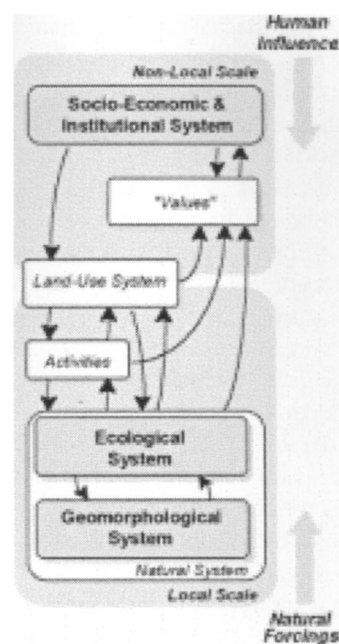 Human
Influence
Non-Local Scale
Socio-Economic &
Institutional System
"Values"
Land-Use System
Activities
Ecological
System
Geomorphological
System
Natural System
Local Scale
Natural
Forcings